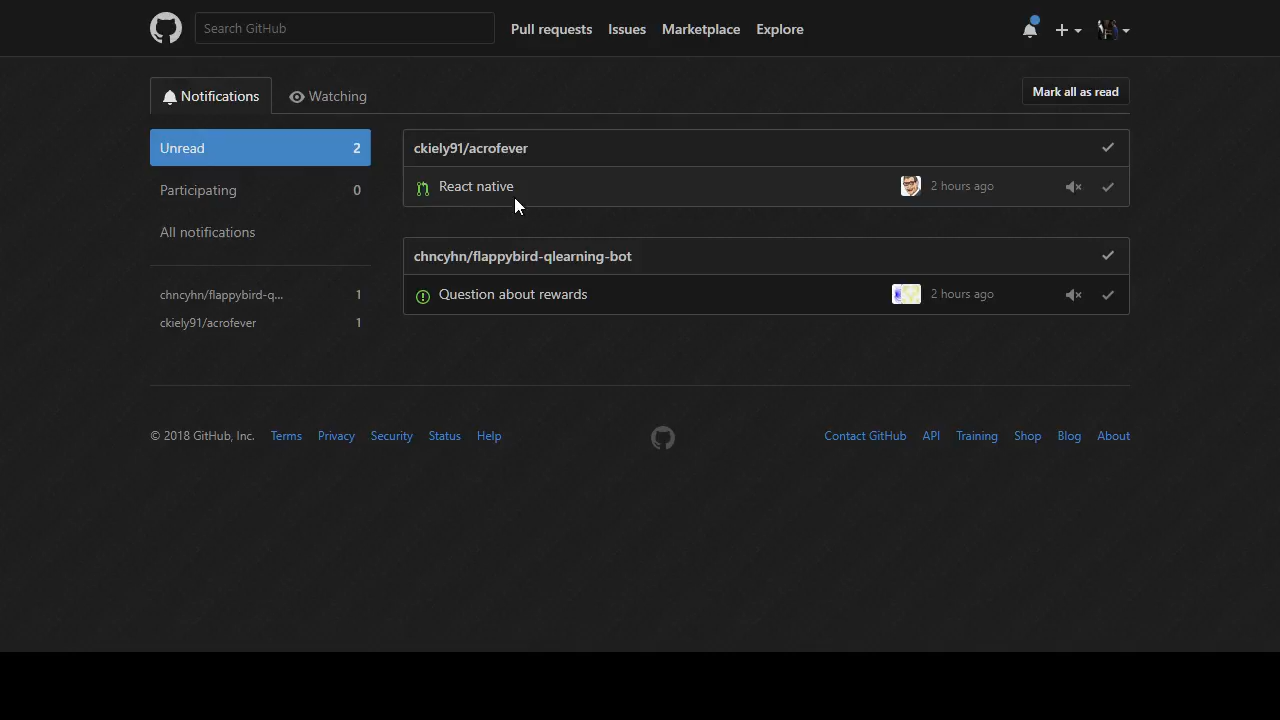 Search GitHub
Pull requests
Issues
Marketplace
Explore
Notifications
Watching
Mark all as read
Unread 2
Participating 0
All notifications
chncyhn/flappybird-q... 1
ckiely91/acrofever 1
ckiely91/acrofever
React native 2 hours ago
chncyhn/flappybird-qlearning-bot
Question about rewards 2 hours ago
© 2018 GitHub, Inc. Terms Privacy Security Status Help
Contact GitHub API Training Shop Blog About